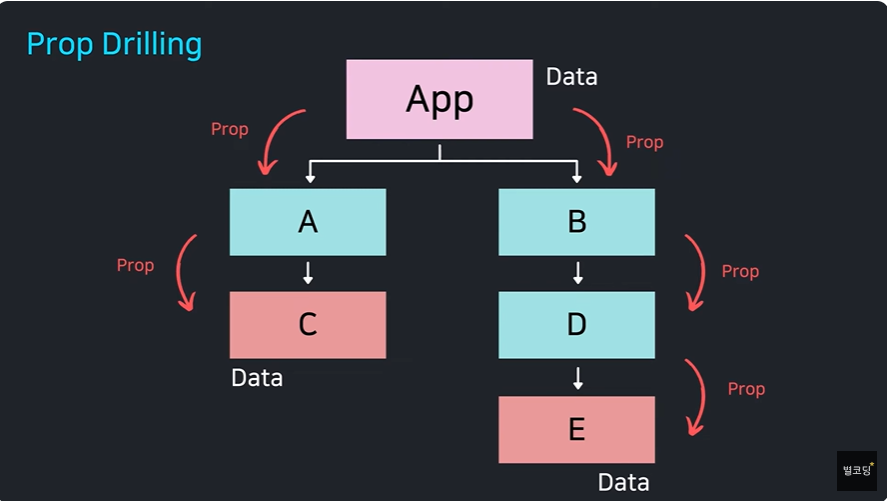 Prop Drilling
App
Data
Prop
Prop
A
B
Prop
Prop
C
D
Data
Prop
E
Data
별코딩